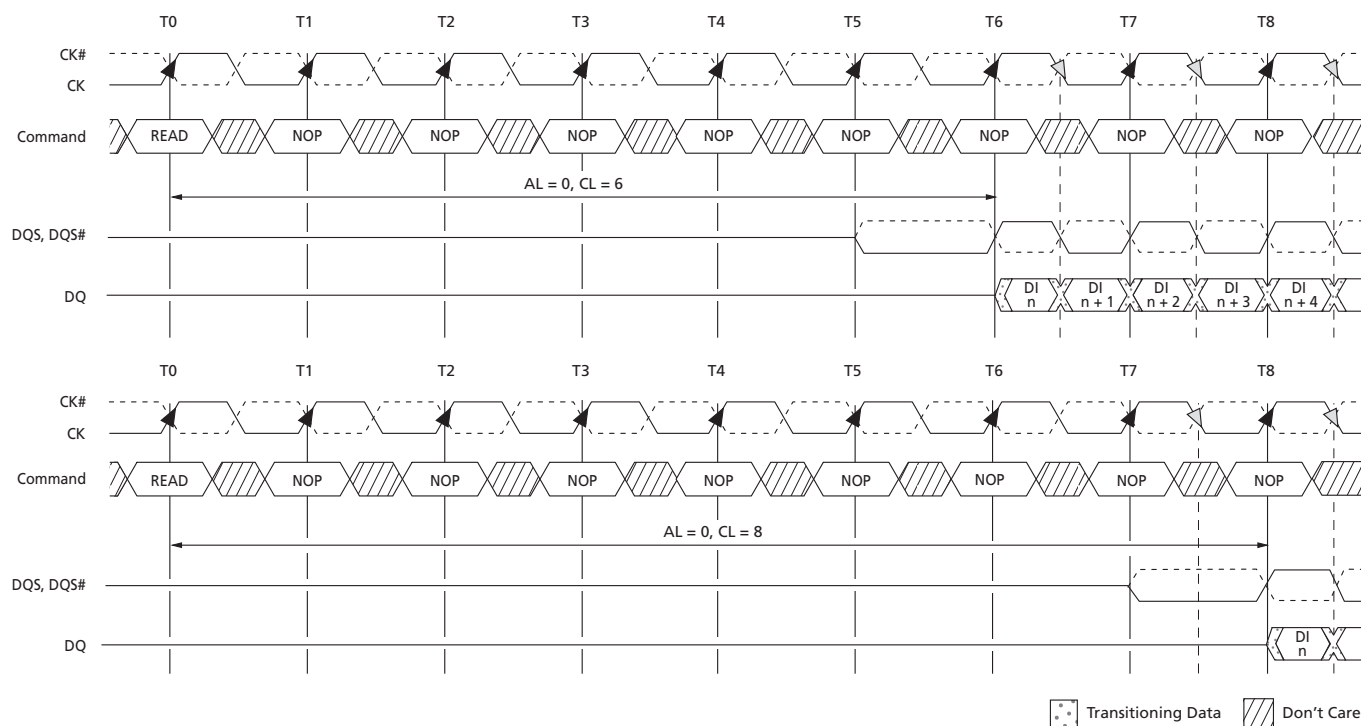 T0 T1 T2 T3 T4 T5 T6 T7 T8
CK#
CK
Command READ NOP NOP NOP NOP NOP NOP NOP NOP
AL = 0, CL = 6
DQS, DQS#
DQ DI n DI n + 1 DI n + 2 DI n + 3 DI n + 4
T0 T1 T2 T3 T4 T5 T6 T7 T8
CK#
CK
Command READ NOP NOP NOP NOP NOP NOP NOP NOP
AL = 0, CL = 8
DQS, DQS#
DQ DI n
Transitioning Data Don't Care